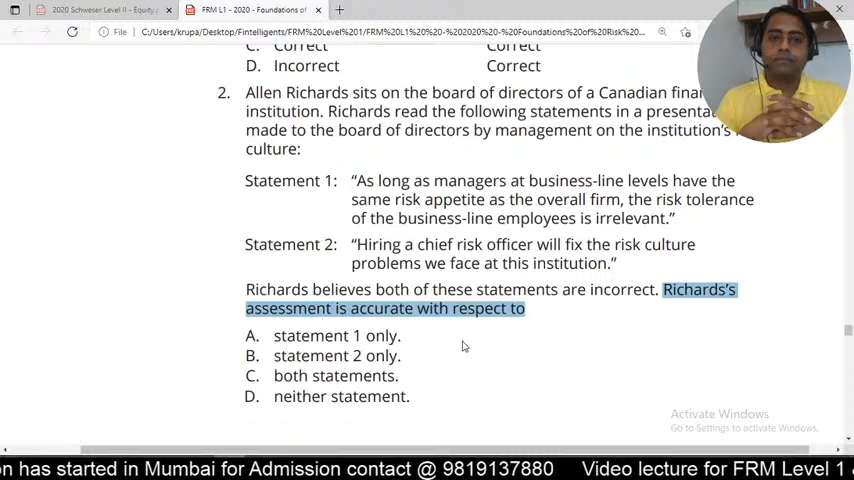 2020 Schweser Level II - Equity.p
FRM L1 - 2020 - Foundations of
File
C:/Users/krupa/Desktop/Fintelligents/FRM%20Level%201/FRM%20L1%20%20-%202020%20-%20Foundations%20of%20Risk%20...
C. Correct Correct
D. Incorrect Correct
2. Allen Richards sits on the board of directors of a Canadian finan
institution. Richards read the following statements in a presentat
made to the board of directors by management on the institution's
culture:
Statement 1: "As long as managers at business-line levels have the
same risk appetite as the overall firm, the risk tolerance
of the business-line employees is irrelevant."
Statement 2: "Hiring a chief risk officer will fix the risk culture
problems we face at this institution."
Richards believes both of these statements are incorrect. Richards's
assessment is accurate with respect to
A. statement 1 only.
B. statement 2 only.
C. both statements.
D. neither statement.
Activate Windows
Go to Settings to activate Windows.
on has started in Mumbai for Admission contact @ 9819137880 Video lecture for FRM Level 1